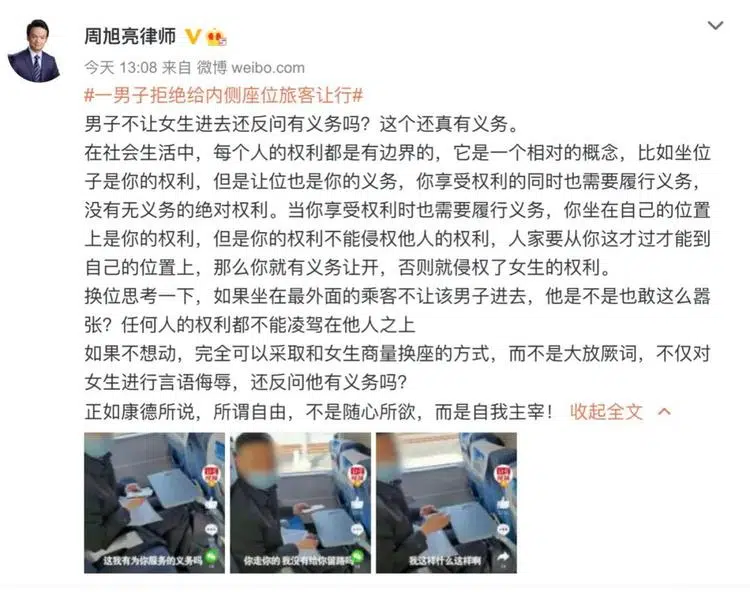 周旭亮律师
今天 13:08 来自 微博 weibo.com
#一男子拒绝给内侧座位旅客让行#
男子不让女生进去还反问有义务吗？这个还真有义务。
在社会生活中，每个人的权利都是有边界的，它是一个相对的概念，比如坐位
子是你的权利，但是让位也是你的义务，你享受权利的同时也需要履行义务，
没有无义务的绝对权利。当你享受权利时也需要履行义务，你坐在自己的位置
上是你的权利，但是你的权利不能侵权他人的权利，人家要从你这才过才能到
自己的位置上，那么你就有义务让开，否则就侵权了女生的权利。
换位思考一下，如果坐在最外面的乘客不让该男子进去，他是不是也敢这么嚣
张？任何人的权利都不能凌驾在他人之上
如果不想动，完全可以采取和女生商量换座的方式，而不是大放厥词，不仅对
女生进行言语侮辱，还反问他有义务吗？
正如康德所说，所谓自由，不是随心所欲，而是自我主宰！ 收起全文
这我有为你服务的义务吗
你走你的 我没有给你留路吗
我这样什么这样啊